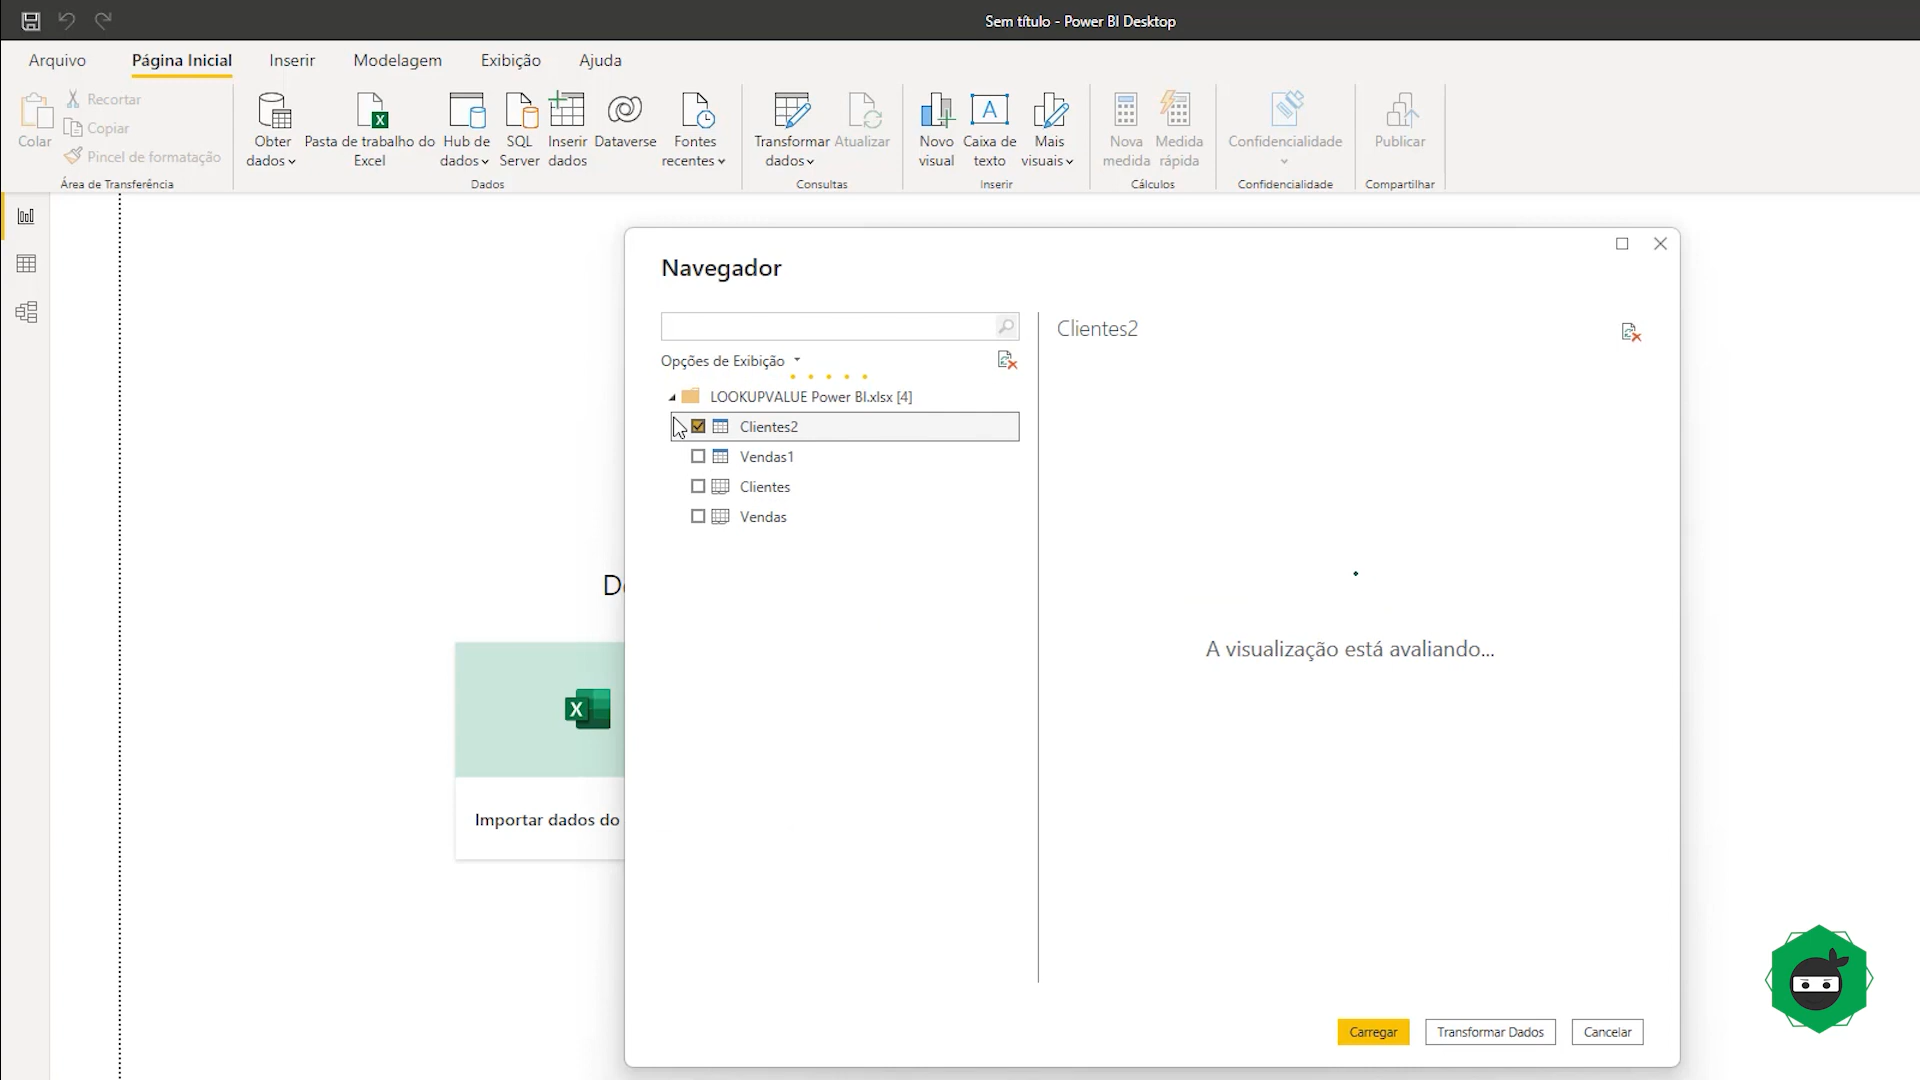 Sem título - Power BI Desktop
Arquivo
Página Inicial
Inserir
Modelagem
Exibição
Ajuda
Colar
Recortar
Copiar
Pincel de formatação
Área de Transferência
Obter
dados
Pasta de trabalho do
Excel
Hub de
dados
SQL
Server
Inserir
dados
Dataverse
Fontes
recentes
Dados
Transformar
dados
Atualizar
Consultas
Novo
visual
Caixa de
texto
Mais
visuais
Inserir
Nova
medida
Medida
rápida
Cálculos
Confidencialidade
Confidencialidade
Publicar
Compartilhar
Navegador
Opções de Exibição
LOOKUPVALUE Power BI.xlsx [4]
Clientes2
Vendas1
Clientes
Vendas
Clientes2
A visualização está avaliando...
Importar dados do
Carregar
Transformar Dados
Cancelar